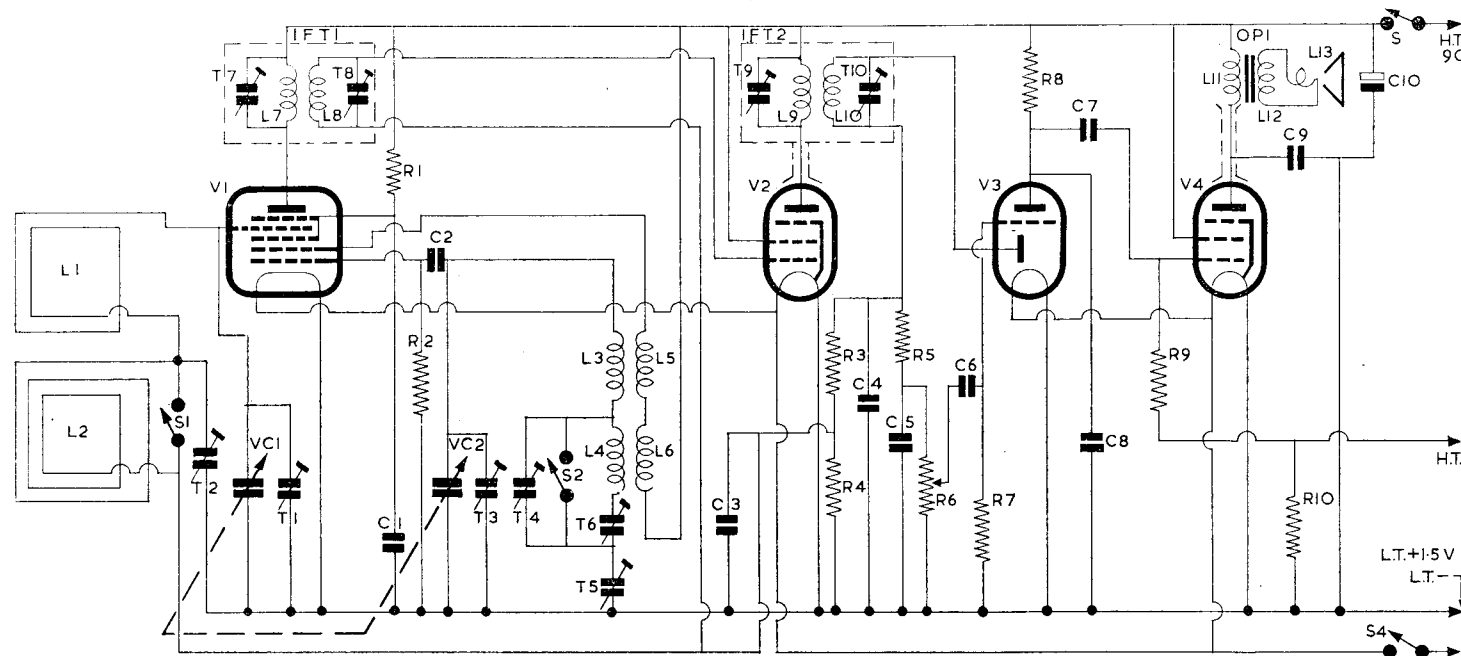 IFT1
IFT2
OP1
S
H.T.
90
T7
T8
L7
L8
R1
T9
T10
L9
L10
R8
C7
L11
L12
L13
C9
C10
V1
V2
V3
V4
C2
L1
L2
S1
T2
VC1
T1
C1
R2
VC2
T3
T4
S2
L3
L5
L4
L6
T6
T5
C3
R3
R4
C4
R5
C5
R6
C6
R7
C8
R9
R10
H.T.
L.T.+1·5V
L.T.—
S4